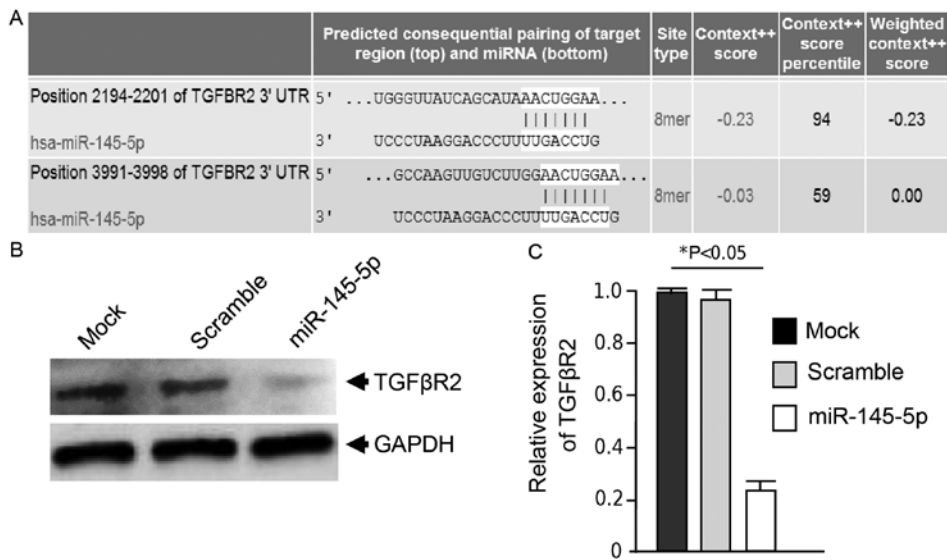 A
Predicted consequential pairing of target
region (top) and miRNA (bottom)
Site
type
Context++
score
Context++
score
percentile
Weighted
context++
score
Position 2194-2201 of TGFBR2 3' UTR
5' ...UGGGUUAUCAGCAUAAACUGGAA...
hsa-miR-145-5p
3' UCCCUAAGGACCCUUUUGACCUG
8mer
-0.23
94
-0.23
Position 3991-3998 of TGFBR2 3' UTR
5' ...GCCAAGUUGUCUUGGAACUGGAA...
hsa-miR-145-5p
3' UCCCUAAGGACCCUUUUGACCUG
8mer
-0.03
59
0.00
B
Mock
Scramble
miR-145-5p
TGFβR2
GAPDH
C
*P<0.05
Relative expression
of TGFβR2
1.0
0.8
0.6
0.4
0.2
0
Mock
Scramble
miR-145-5p